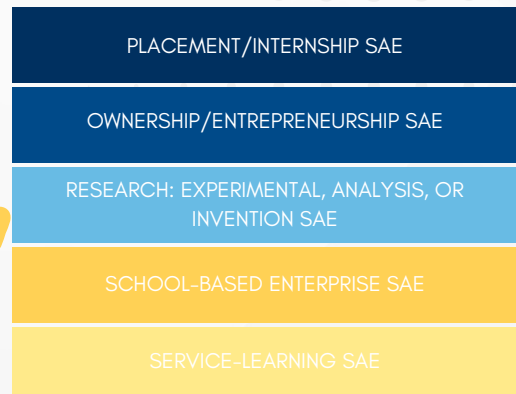 PLACEMENT/INTERNSHIP SAE
OWNERSHIP/ENTREPRENEURSHIP SAE
RESEARCH: EXPERIMENTAL, ANALYSIS, OR
INVENTION SAE
SCHOOL-BASED ENTERPRISE SAE
SERVICE-LEARNING SAE